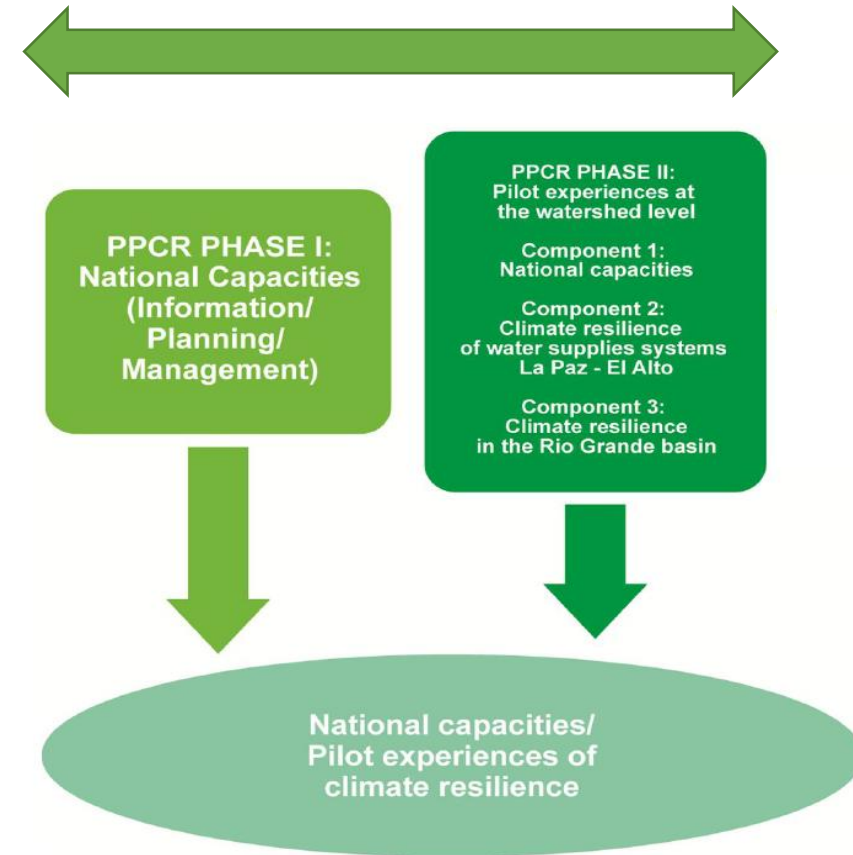 PPCR PHASE I:
National Capacities
(Information/
Planning/
Management)
PPCR PHASE II:
Pilot experiences at
the watershed level
Component 1:
National capacities
Component 2:
Climate resilience
of water supplies systems
La Paz - El Alto
Component 3:
Climate resilience
in the Rio Grande basin
National capacities/
Pilot experiences of
climate resilience